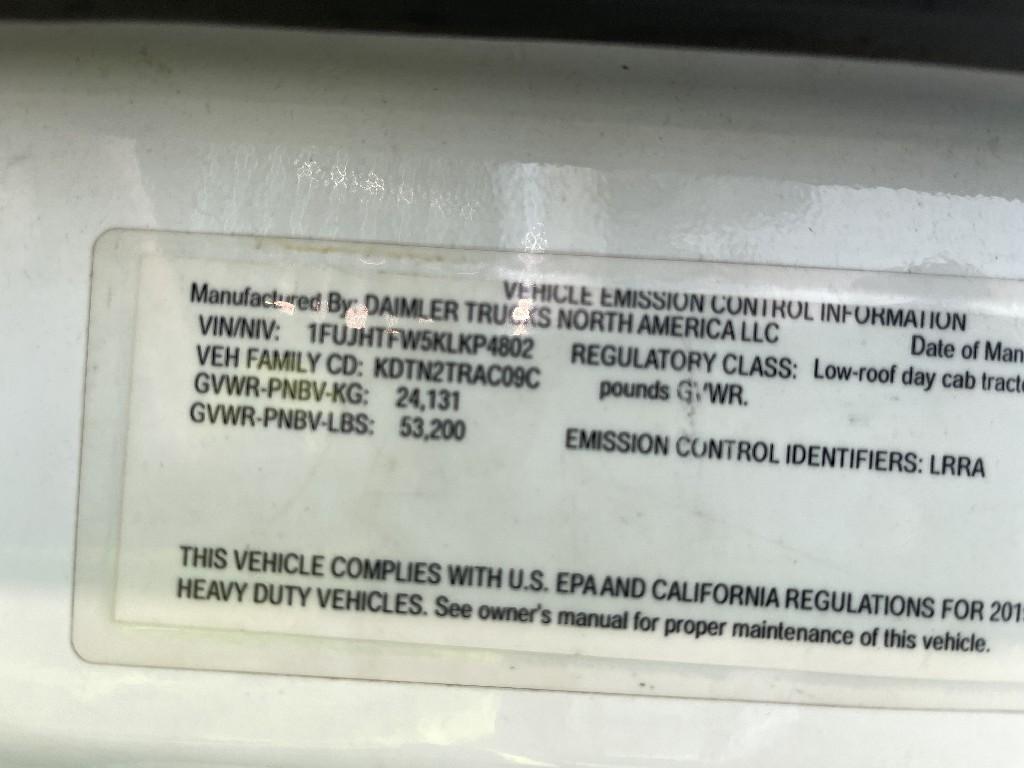 VEHICLE EMISSION CONTROL INFORMATION
Manufactured By: DAIMLER TRUCKS NORTH AMERICA LLC
Date of Man
VIN/NIV: 1FUJHTFW5KLKP4802
REGULATORY CLASS: Low-roof day cab tracto
VEH FAMILY CD: KDTN2TRAC09C
pounds GVWR.
GVWR-PNBV-KG: 24,131
GVWR-PNBV-LBS: 53,200
EMISSION CONTROL IDENTIFIERS: LRRA
THIS VEHICLE COMPLIES WITH U.S. EPA AND CALIFORNIA REGULATIONS FOR 201
HEAVY DUTY VEHICLES. See owner's manual for proper maintenance of this vehicle.